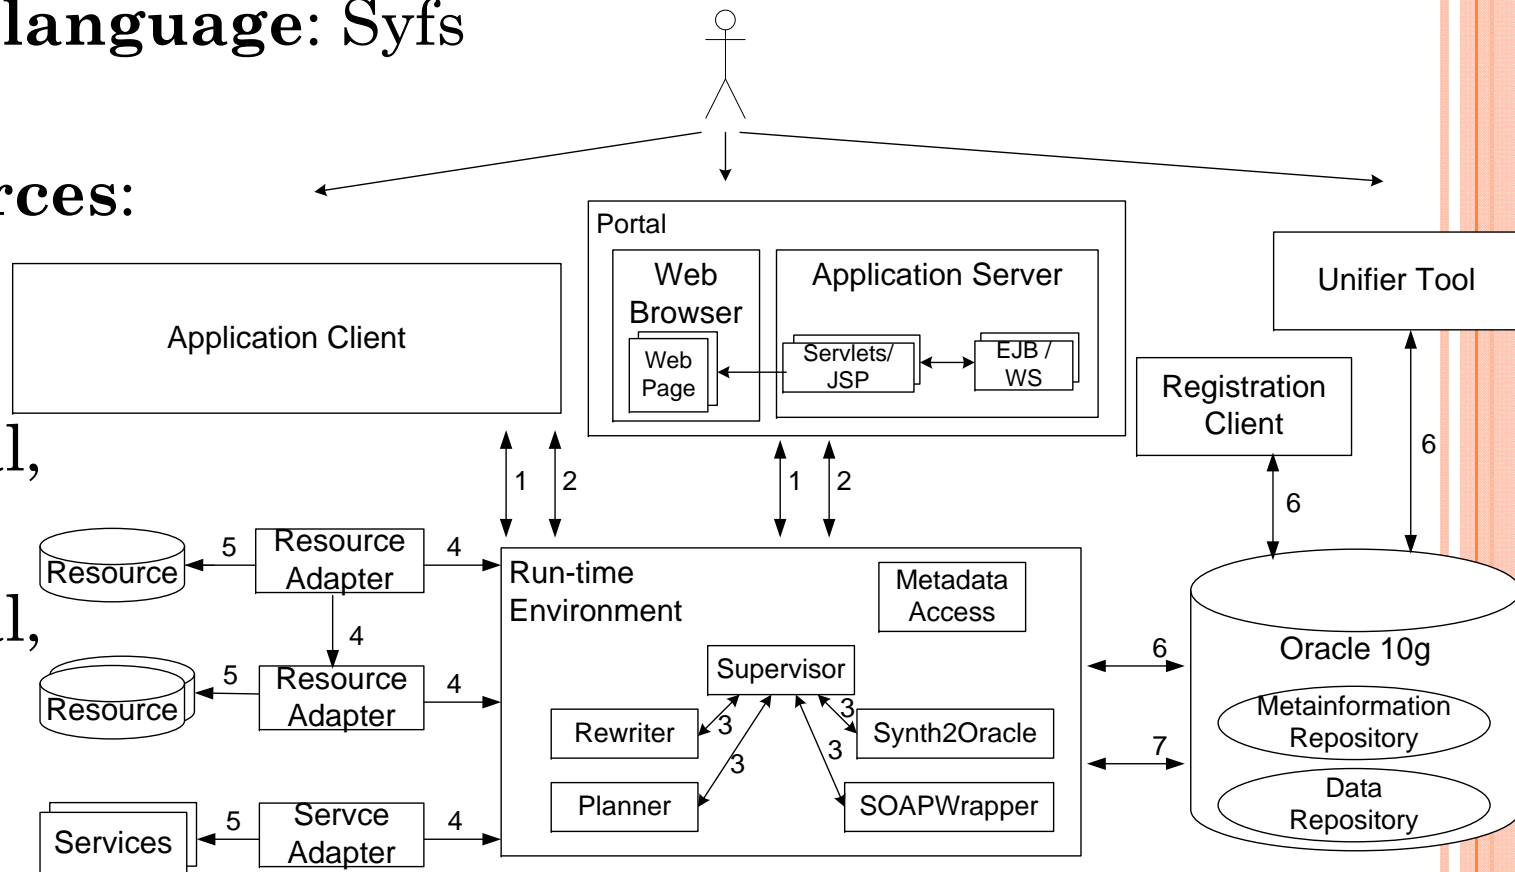 language: Syfs
rces:
Portal
Web
Browser
Application Server
Web
Page
Servlets/
JSP
EJB /
WS
Unifier Tool
Application Client
Registration
Client
l,
1
2
1
2
6
6
Resource
5
Resource
Adapter
4
4
l,
Resource
5
Resource
Adapter
4
Services
5
Servce
Adapter
4
Run-time
Environment
Metadada
Access
Supervisor
Rewriter
3
3
Synth2Oracle
Planner
3
3
SOAPWrapper
6
7
Oracle 10g
Metainformation
Repository
Data
Repository